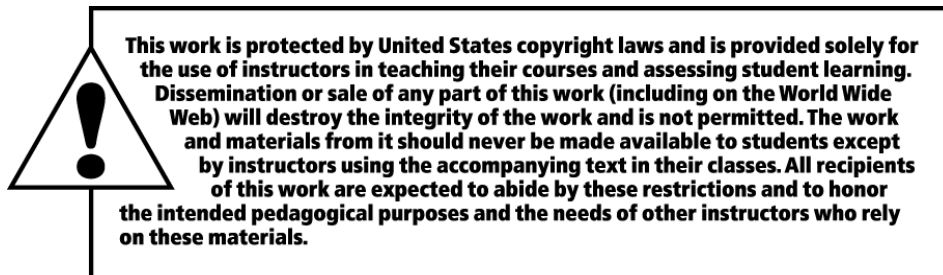 This work is protected by United States copyright laws and is provided solely for
the use of instructors in teaching their courses and assessing student learning.
Dissemination or sale of any part of this work (including on the World Wide
Web) will destroy the integrity of the work and is not permitted. The work
and materials from it should never be made available to students except
by instructors using the accompanying text in their classes. All recipients
of this work are expected to abide by these restrictions and to honor
the intended pedagogical purposes and the needs of other instructors who rely
on these materials.